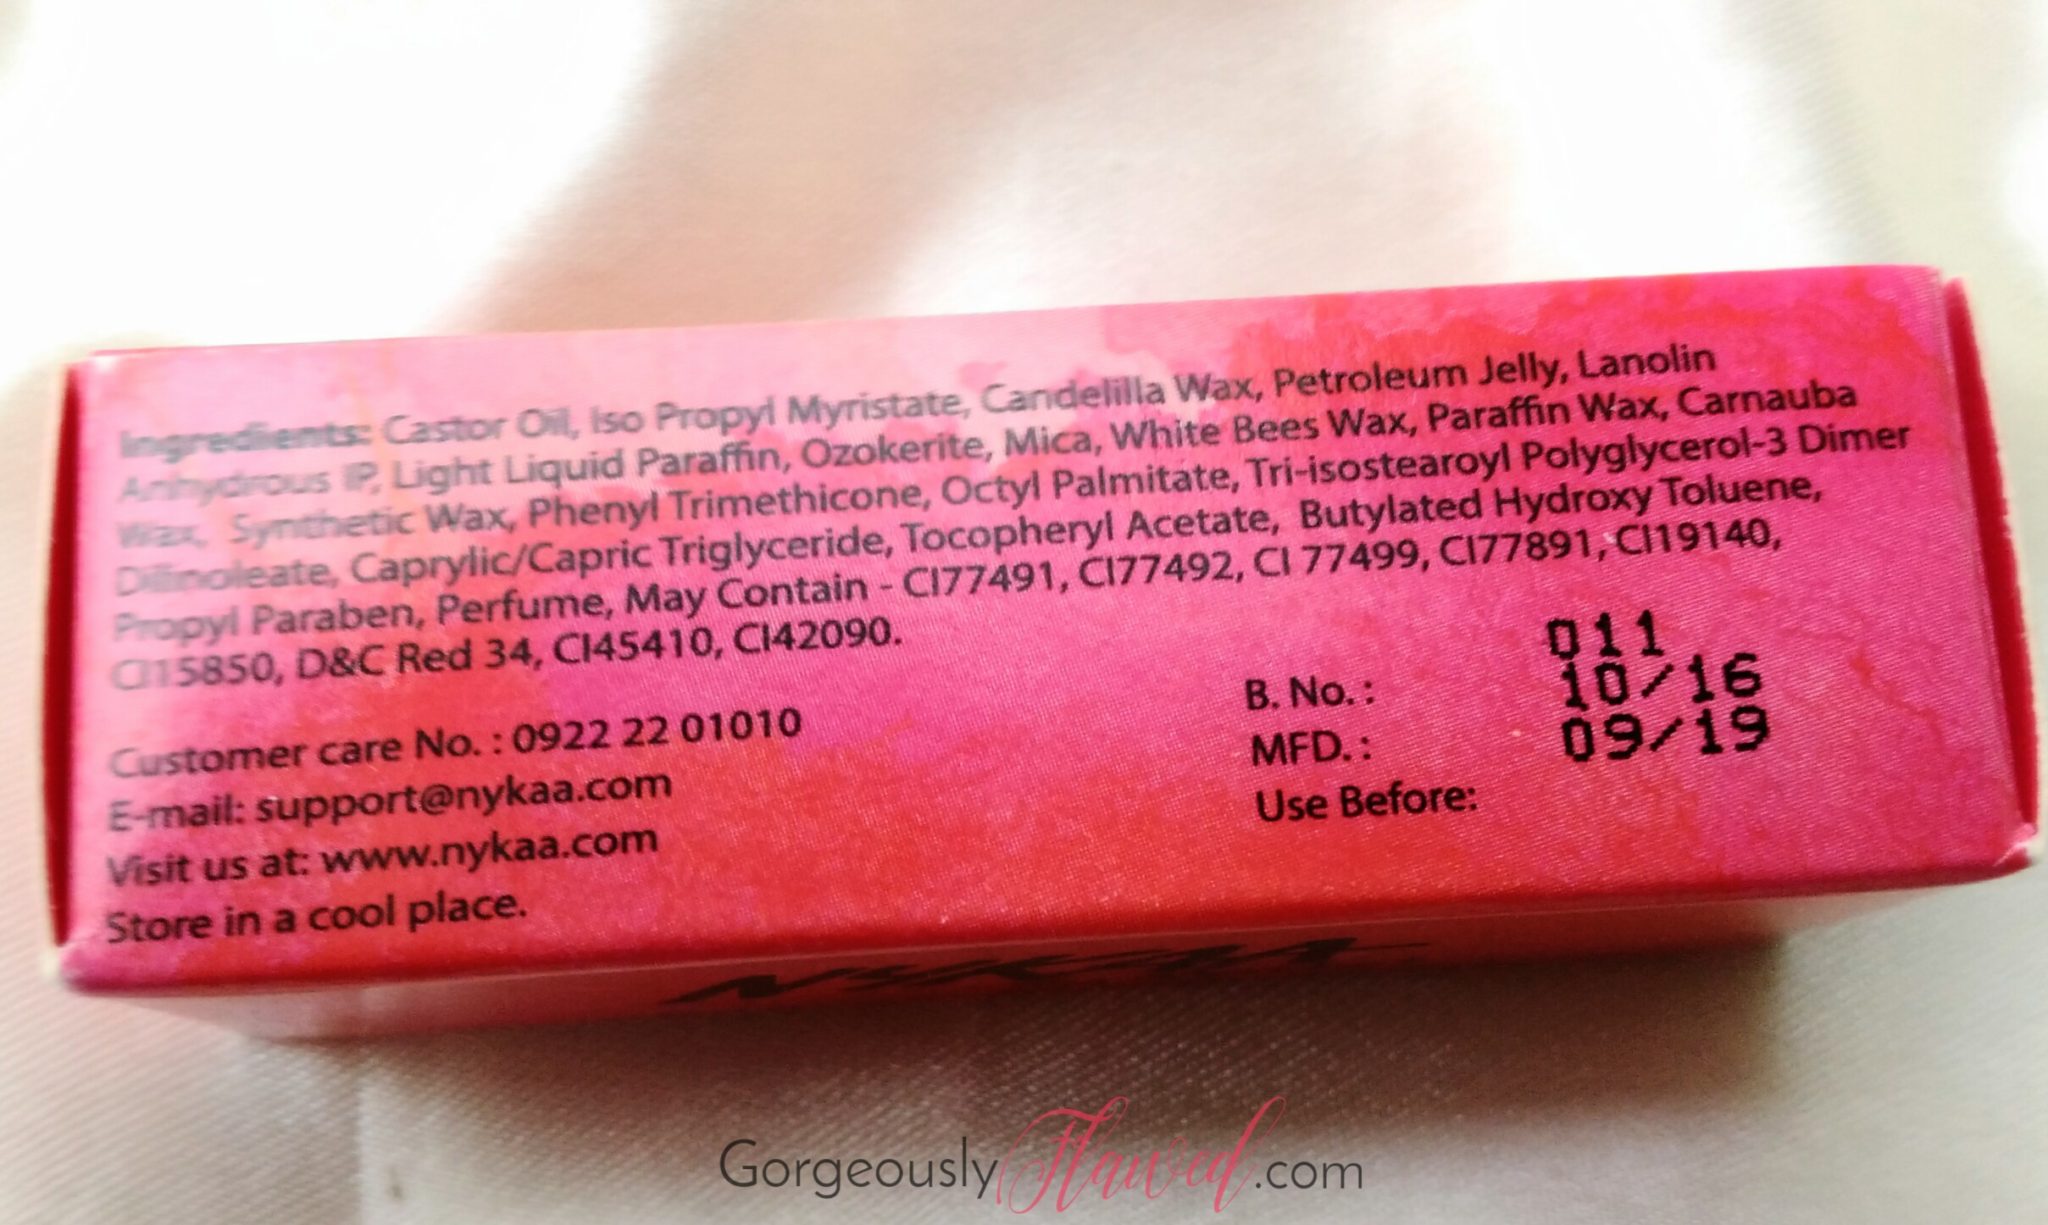 Ingredients: Castor Oil, Iso Propyl Myristate, Candelilla Wax, Petroleum Jelly, Lanolin
Anhydrous IP, Light Liquid Paraffin, Ozokerite, Mica, White Bees Wax, Paraffin Wax, Carnauba
Wax, Synthetic Wax, Phenyl Trimethicone, Octyl Palmitate, Tri-isostearoyl Polyglycerol-3 Dimer
Dilinoleate, Caprylic/Capric Triglyceride, Tocopheryl Acetate, Butylated Hydroxy Toluene,
Propyl Paraben, Perfume, May Contain - CI77491, CI77492, CI 77499, CI77891, CI19140,
CI15850, D&C Red 34, CI45410, CI42090.
Customer care No. : 0922 22 01010
E-mail: support@nykaa.com
Visit us at: www.nykaa.com
Store in a cool place.
B. No. : 011
MFD. : 10/16
Use Before: 09/19
NYKAA
GorgeouslyFlawed.com